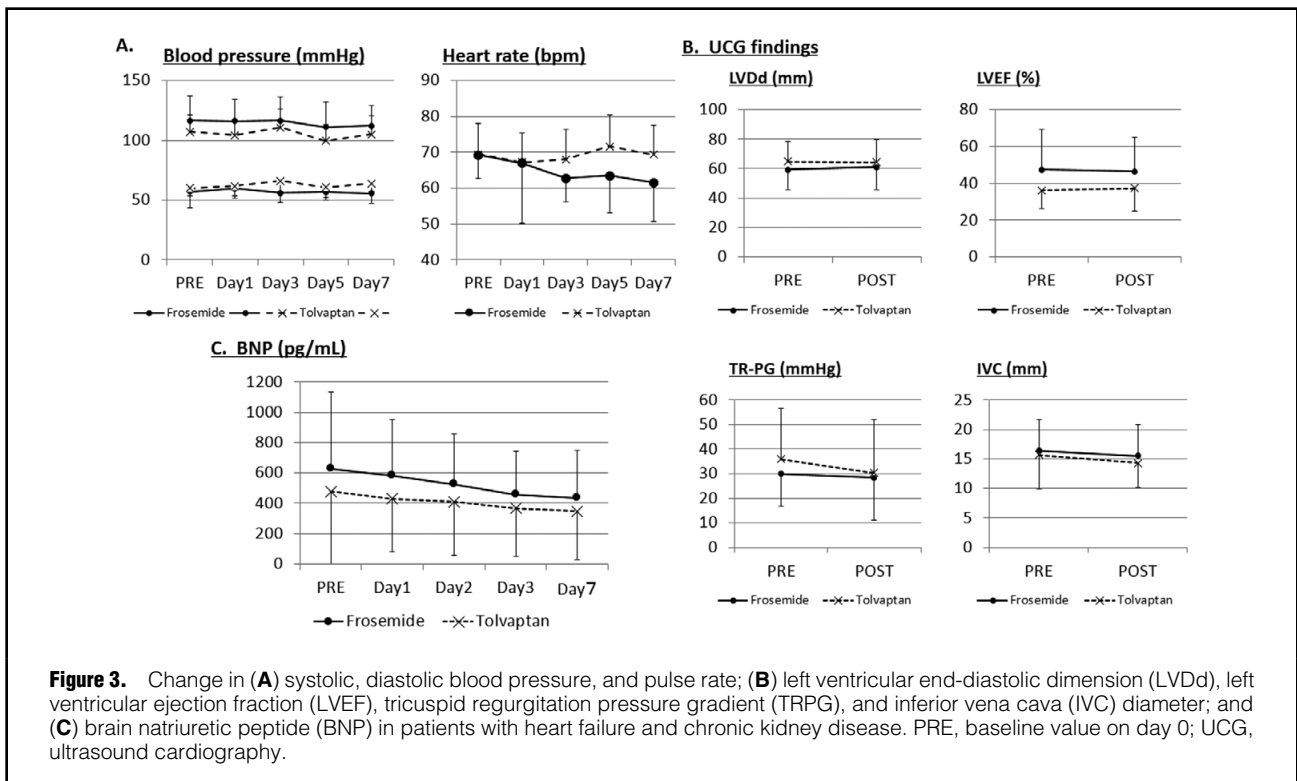 A.
Blood pressure (mmHg)
150
100
50
0
PRE Day1 Day3 Day5 Day7
Frosemide Tolvaptan
Heart rate (bpm)
90
80
70
60
50
40
PRE Day1 Day3 Day5 Day7
Frosemide Tolvaptan
B. UCG findings
LVDd (mm)
100
80
60
40
20
0
PRE POST
Frosemide Tolvaptan
LVEF (%)
80
60
40
20
0
PRE POST
Frosemide Tolvaptan
TR-PG (mmHg)
60
50
40
30
20
10
0
PRE POST
Frosemide Tolvaptan
IVC (mm)
25
20
15
10
5
0
PRE POST
Frosemide Tolvaptan
C. BNP (pg/mL)
1200
1000
800
600
400
200
0
PRE Day1 Day2 Day3 Day7
Frosemide Tolvaptan
Figure 3. Change in (A) systolic, diastolic blood pressure, and pulse rate; (B) left ventricular end-diastolic dimension (LVDd), left
ventricular ejection fraction (LVEF), tricuspid regurgitation pressure gradient (TRPG), and inferior vena cava (IVC) diameter; and
(C) brain natriuretic peptide (BNP) in patients with heart failure and chronic kidney disease. PRE, baseline value on day 0; UCG,
ultrasound cardiography.